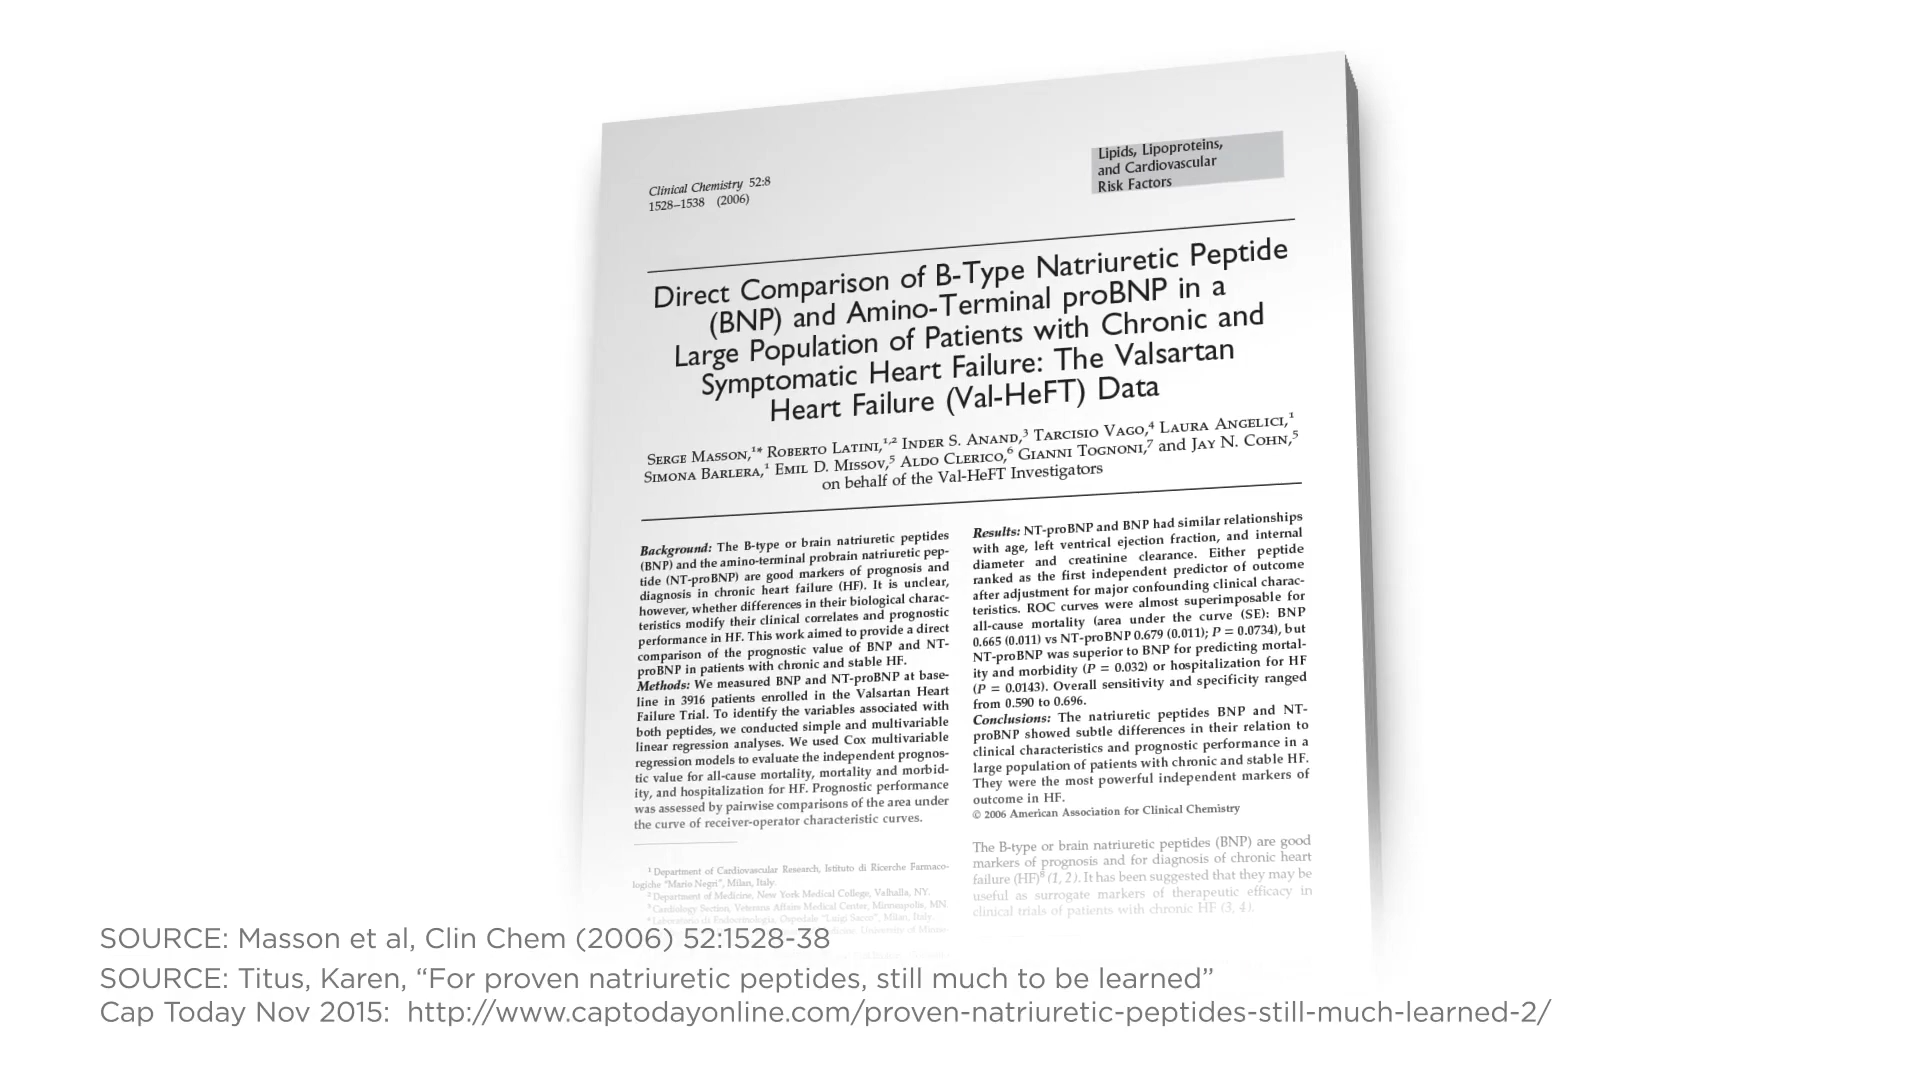 Clinical Chemistry 52:8
1528–1538 (2006)
Lipids, Lipoproteins,
and Cardiovascular
Risk Factors
Direct Comparison of B-Type Natriuretic Peptide
(BNP) and Amino-Terminal proBNP in a
Large Population of Patients with Chronic and
Symptomatic Heart Failure: The Valsartan
Heart Failure (Val-HeFT) Data
Serge Masson,1* Roberto Latini,1,2 Inder S. Anand,3 Tarcisio Vago,4 Laura Angelici,1
Simona Barlera,1 Emil D. Missov,5 Aldo Clerico,6 Gianni Tognoni,7 and Jay N. Cohn,5
on behalf of the Val-HeFT Investigators
Background: The B-type or brain natriuretic peptides
(BNP) and the amino-terminal probrain natriuretic pep-
tide (NT-proBNP) are good markers of prognosis and
diagnosis in chronic heart failure (HF). It is unclear,
however, whether differences in their biological charac-
teristics modify their clinical correlates and prognostic
performance in HF. This work aimed to provide a direct
comparison of the prognostic value of BNP and NT-
proBNP in patients with chronic and stable HF.
Methods: We measured BNP and NT-proBNP at base-
line in 3916 patients enrolled in the Valsartan Heart
Failure Trial. To identify the variables associated with
both peptides, we conducted simple and multivariable
linear regression analyses. We used Cox multivariable
regression models to evaluate the independent prognos-
tic value for all-cause mortality, mortality and morbid-
ity, and hospitalization for HF. Prognostic performance
was assessed by pairwise comparisons of the area under
the curve of receiver-operator characteristic curves.
1 Department of Cardiovascular Research, Istituto di Ricerche Farmaco-
logiche “Mario Negri”, Milan, Italy.
2 Department of Medicine, New York Medical College, Valhalla, NY.
3 Cardiology Section, Veterans Affairs Medical Center, Minneapolis, MN.
4 Laboratorio di Endocrinologia, Ospedale “Luigi Sacco”, Milan, Italy.
Results: NT-proBNP and BNP had similar relationships
with age, left ventrical ejection fraction, and internal
diameter and creatinine clearance. Either peptide
ranked as the first independent predictor of outcome
after adjustment for major confounding clinical charac-
teristics. ROC curves were almost superimposable for
all-cause mortality (area under the curve (SE): BNP
0.665 (0.011) vs NT-proBNP 0.679 (0.011); P = 0.0734), but
NT-proBNP was superior to BNP for predicting mortal-
ity and morbidity (P = 0.032) or hospitalization for HF
(P = 0.0143). Overall sensitivity and specificity ranged
from 0.590 to 0.696.
Conclusions: The natriuretic peptides BNP and NT-
proBNP showed subtle differences in their relation to
clinical characteristics and prognostic performance in a
large population of patients with chronic and stable HF.
They were the most powerful independent markers of
outcome in HF.
© 2006 American Association for Clinical Chemistry
The B-type or brain natriuretic peptides (BNP) are good
markers of prognosis and for diagnosis of chronic heart
failure (HF)8 (1, 2). It has been suggested that they may be
useful as surrogate markers of therapeutic efficacy in
clinical trials of patients with chronic HF (3, 4).
SOURCE: Masson et al, Clin Chem (2006) 52:1528-38
SOURCE: Titus, Karen, “For proven natriuretic peptides, still much to be learned”
Cap Today Nov 2015: http://www.captodayonline.com/proven-natriuretic-peptides-still-much-learned-2/